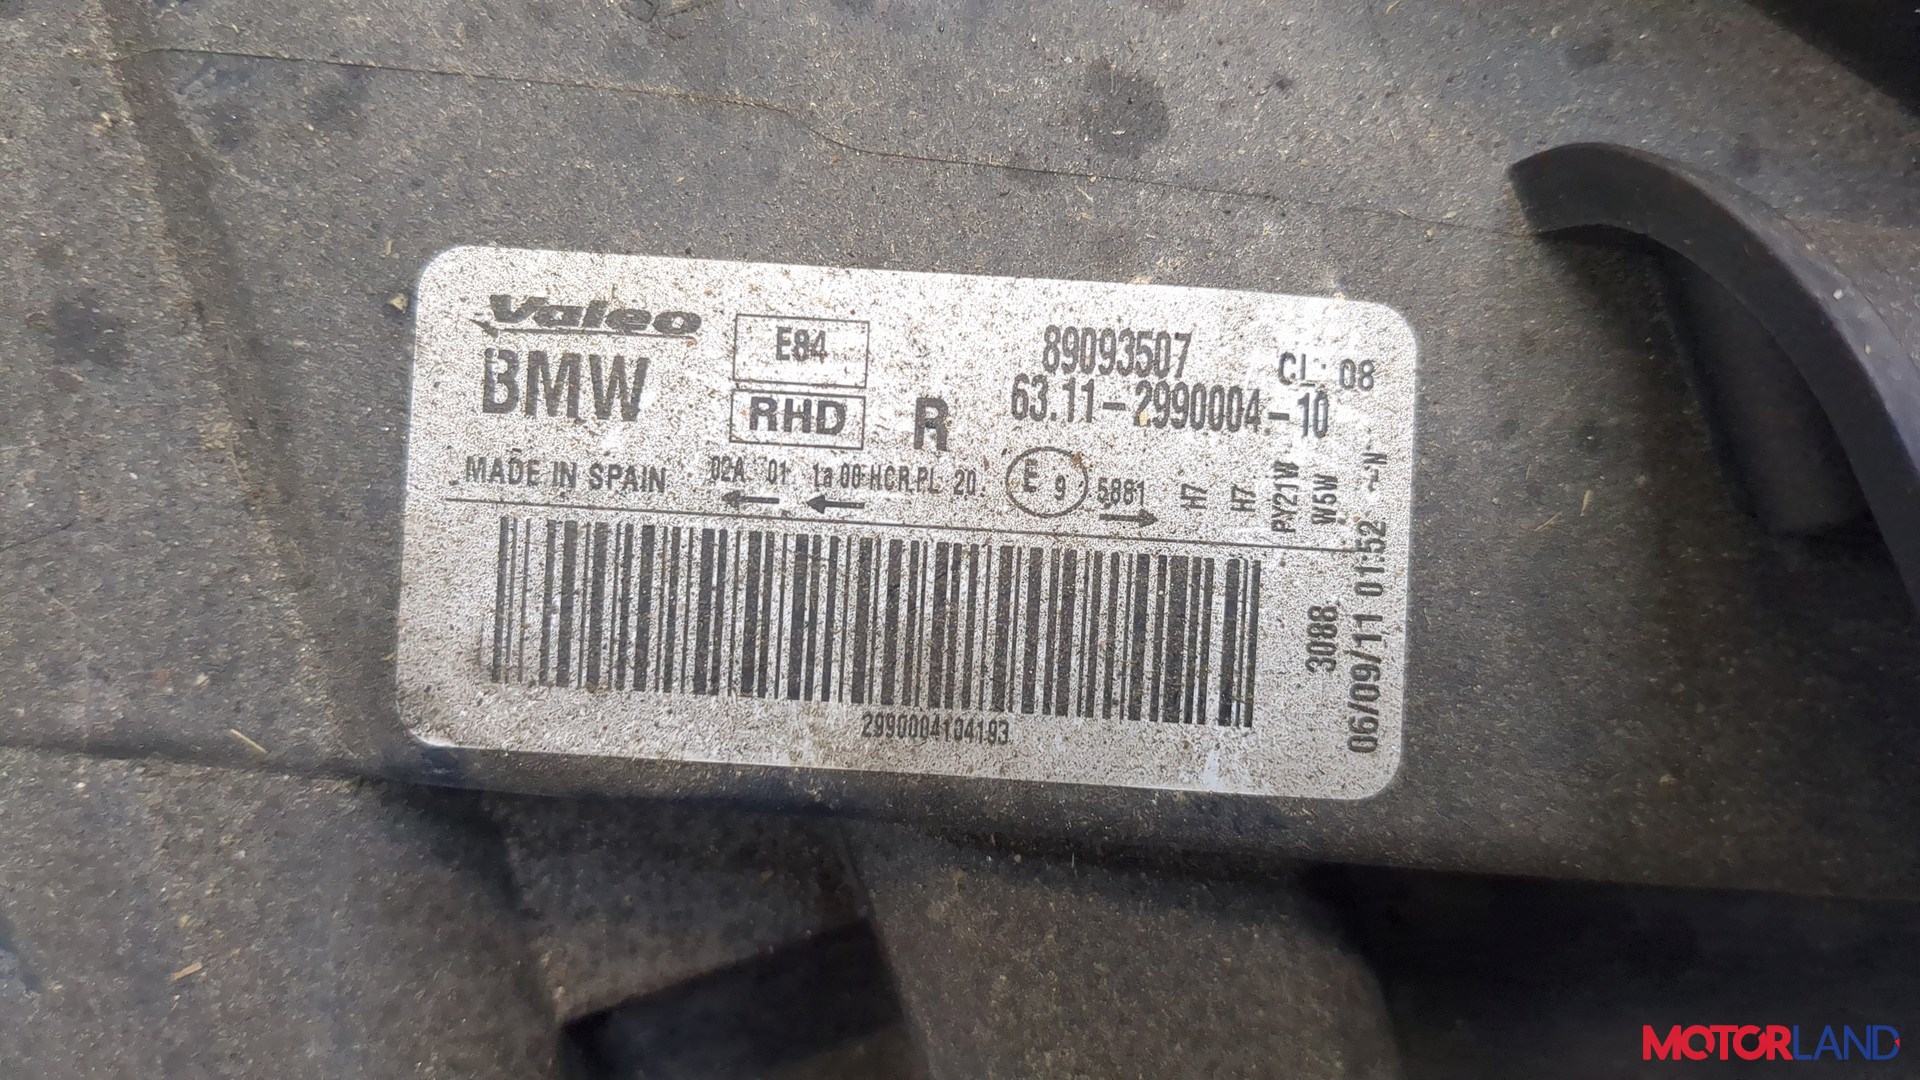 Valeo
BMW
E84
RHD
R
89093507
63.11-2990004-10
CL: 08
MADE IN SPAIN
02A 01 1a 00 HCR PL 20.
E 9
5881
H7
H7
PY21W
W5W
~N
2990004104193
3088
06/09/11 01:52
MOTORLAND